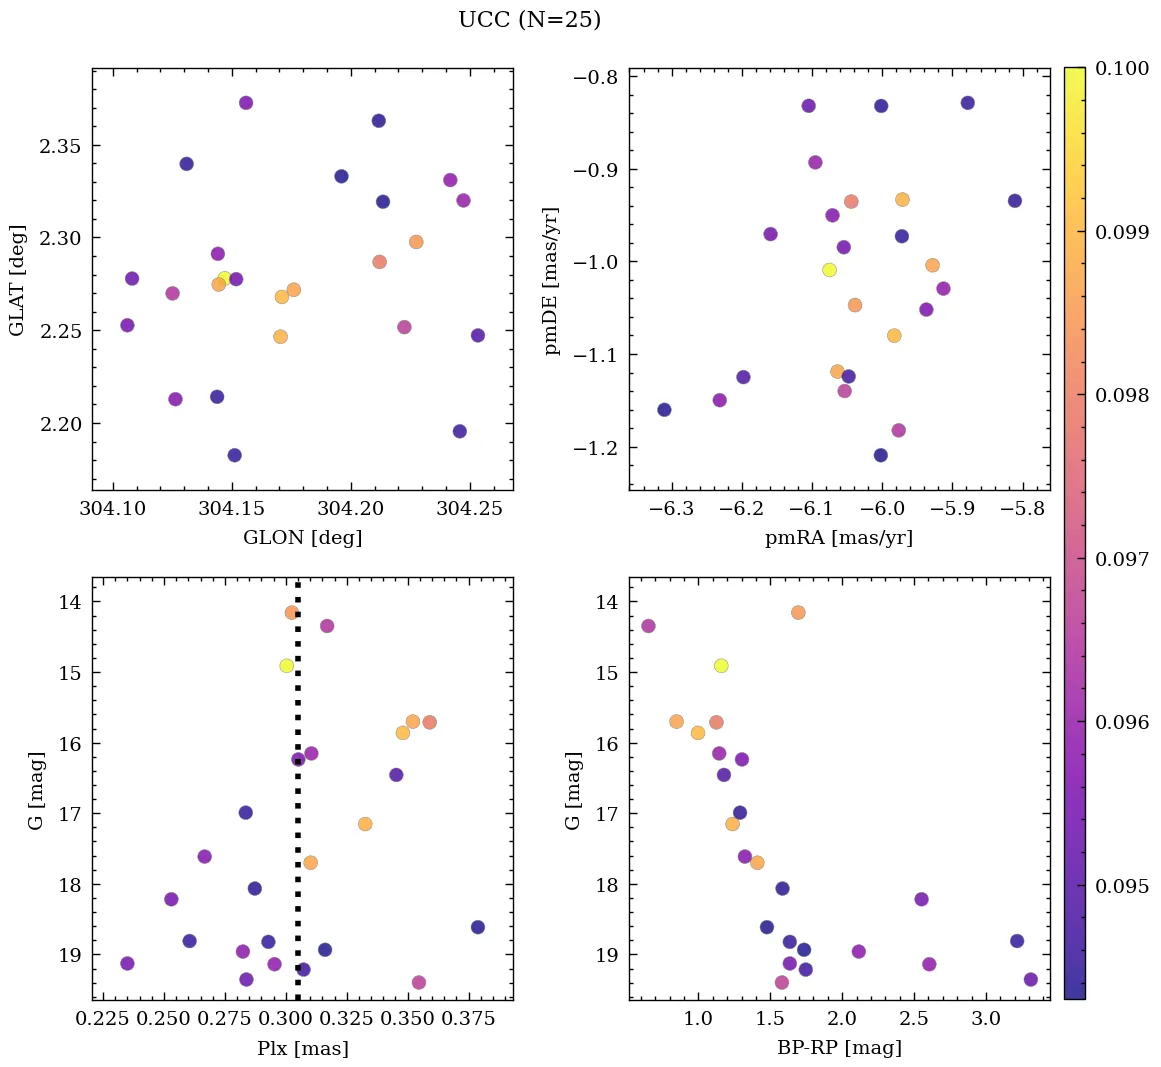 UCC (N=25)
2.35
2.30
2.25
2.20
GLAT [deg]
304.10 304.15 304.20 304.25
GLON [deg]
−0.8
−0.9
−1.0
−1.1
−1.2
pmDE [mas/yr]
−6.3 −6.2 −6.1 −6.0 −5.9 −5.8
pmRA [mas/yr]
0.100
0.099
0.098
0.097
0.096
0.095
14
15
16
17
18
19
G [mag]
0.225 0.250 0.275 0.300 0.325 0.350 0.375
Plx [mas]
14
15
16
17
18
19
G [mag]
1.0 1.5 2.0 2.5 3.0
BP-RP [mag]